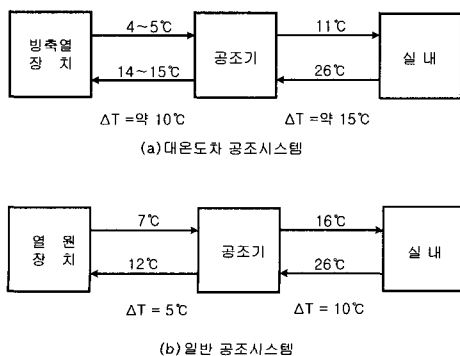 4~5℃
11℃
빙축열
장 치
공조기
실 내
14~15℃
26℃
ΔT =약 10℃
ΔT =약 15℃
(a)대온도차 공조시스템
7℃
16℃
열 원
장 치
공조기
실 내
12℃
26℃
ΔT = 5℃
ΔT = 10℃
(b)일반 공조시스템